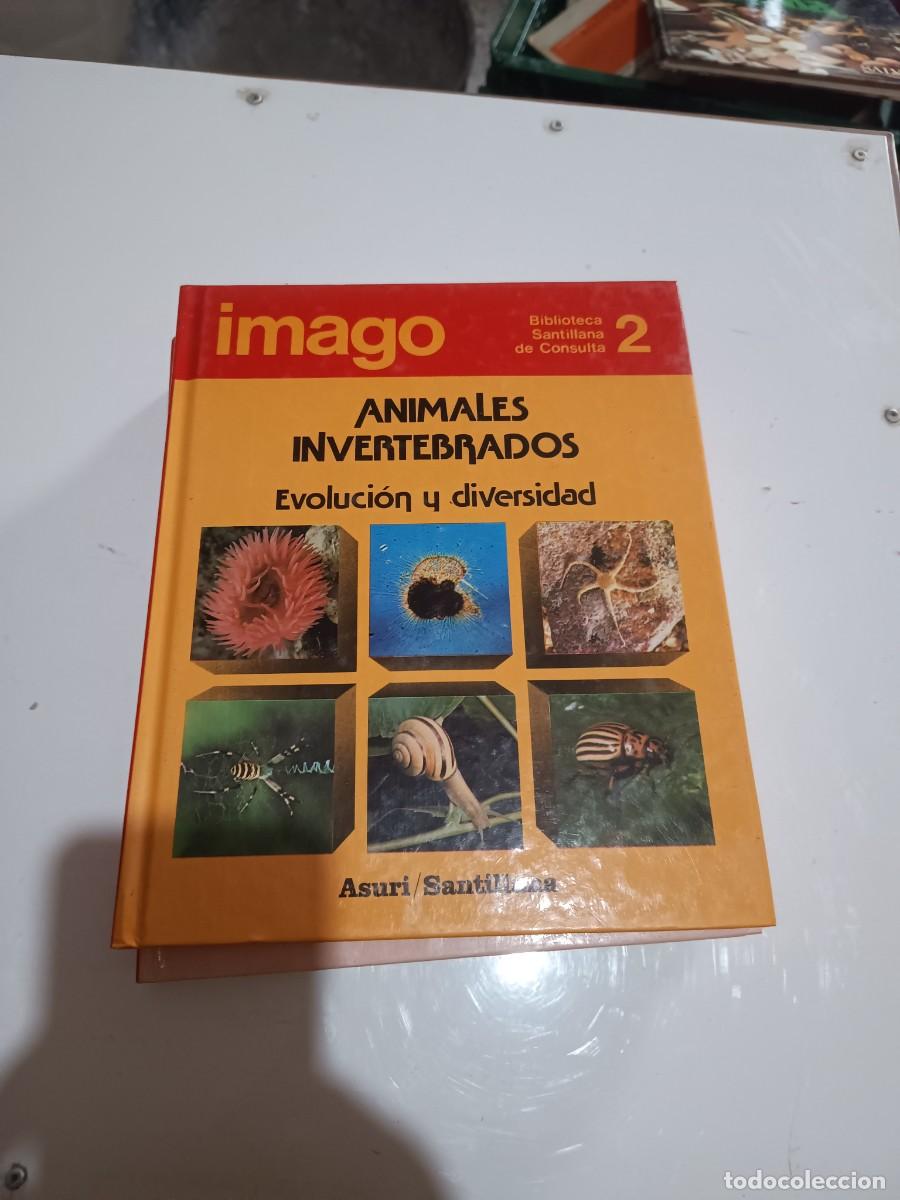 imago
Biblioteca
Santillana
de Consulta
2
ANIMALES
INVERTEBRADOS
Evolución y diversidad
Asuri/Santillana
todocoleccion